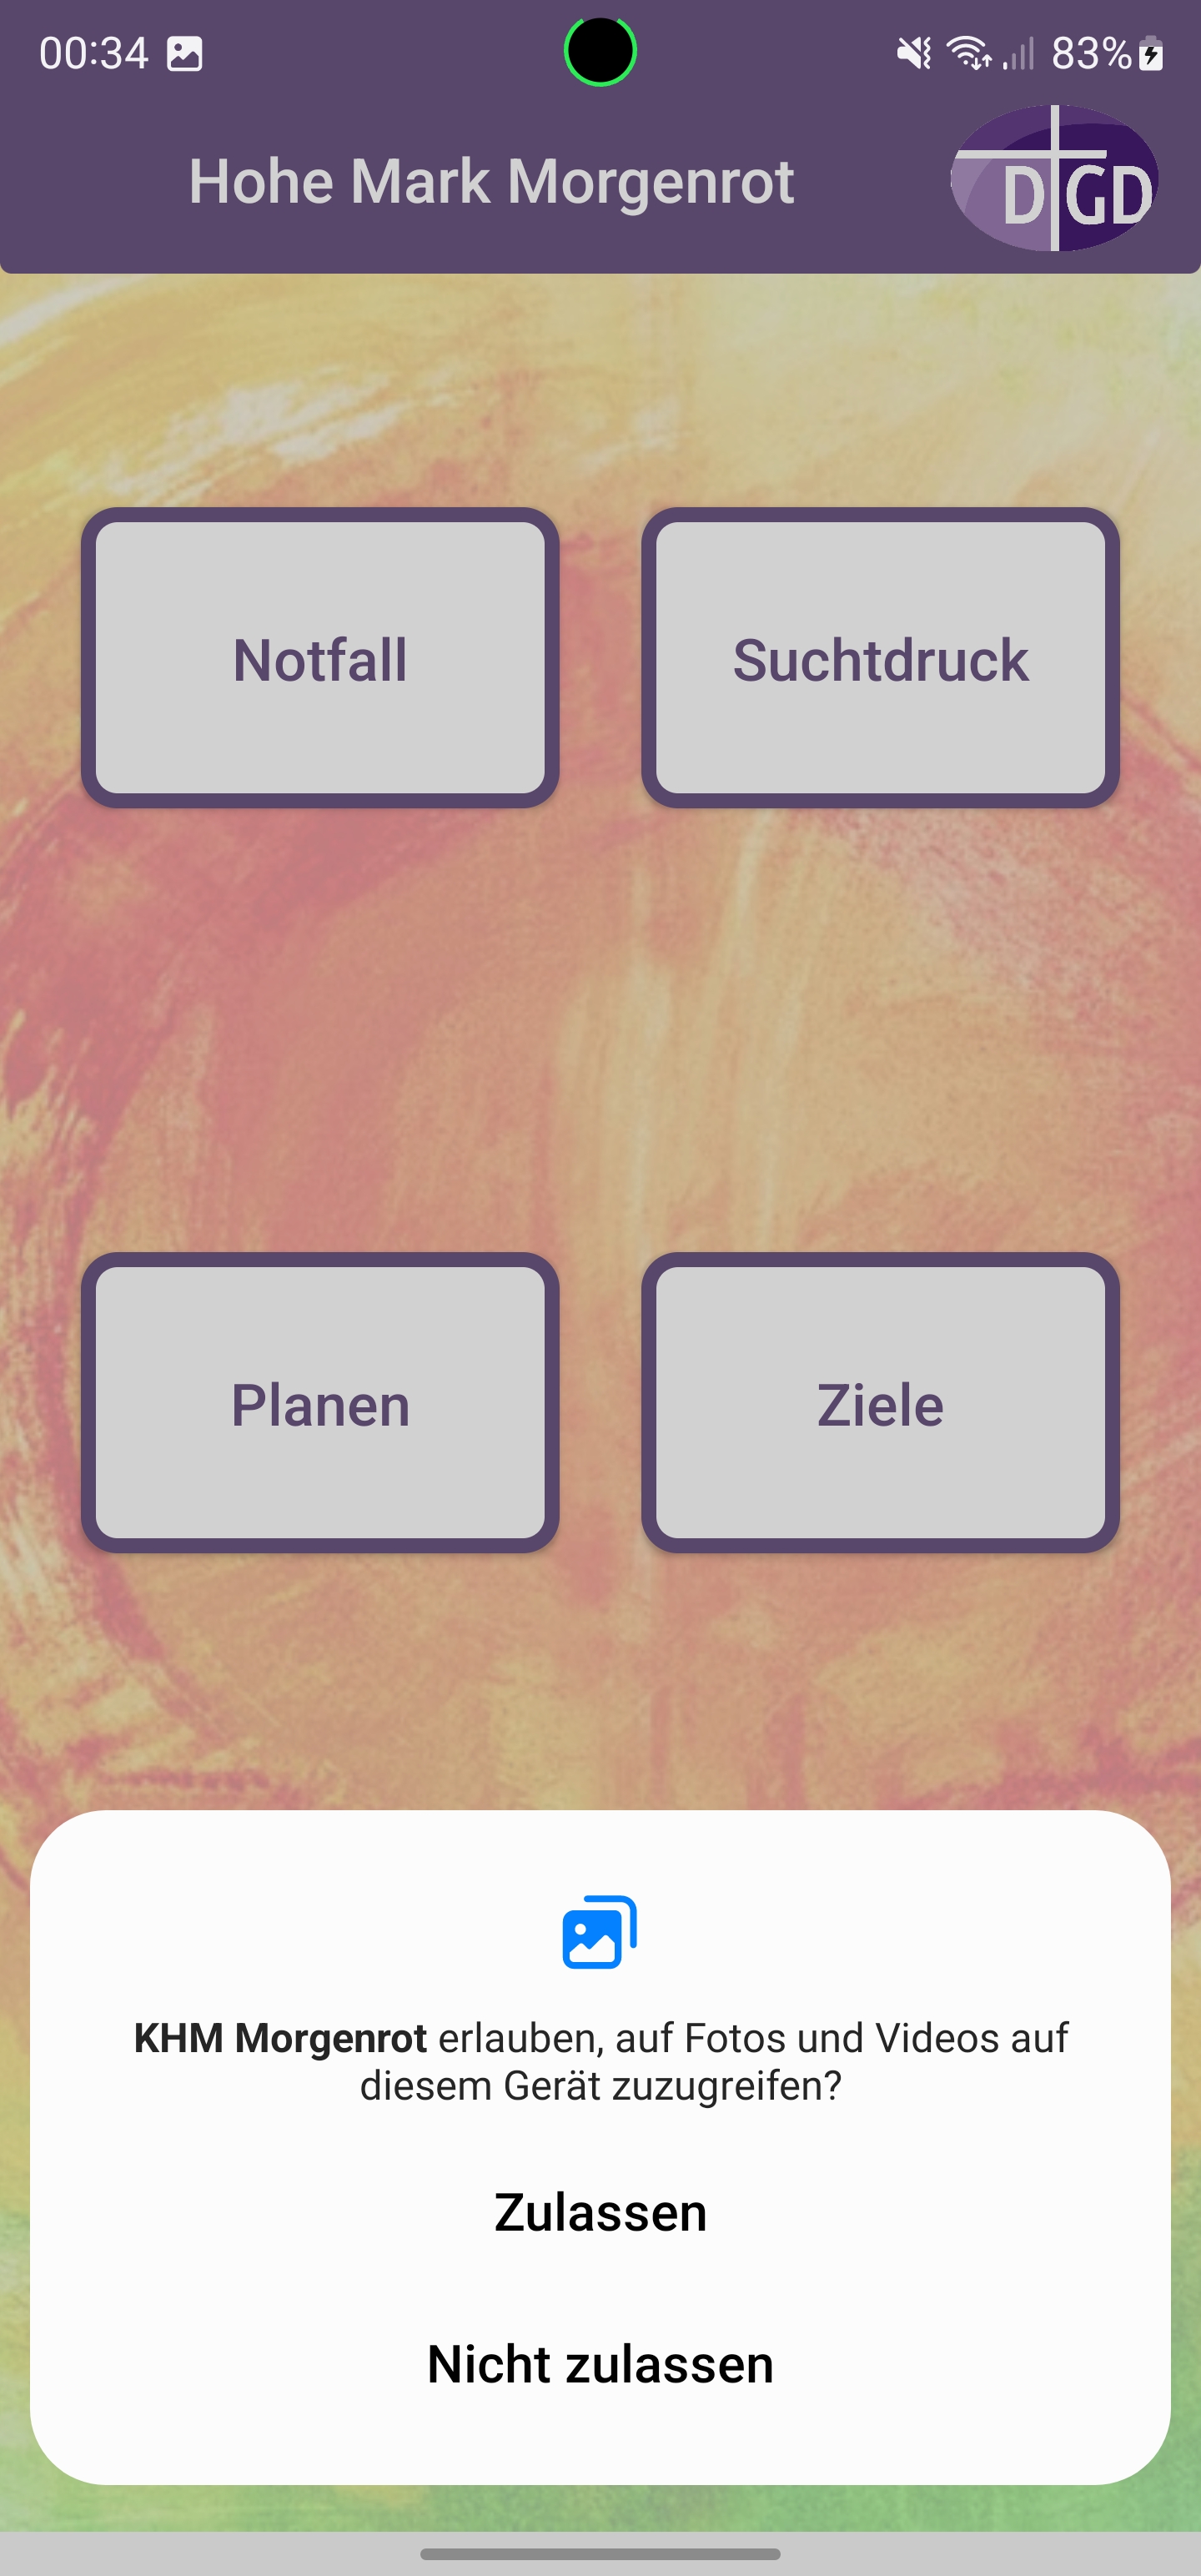 00:34
83%
Hohe Mark Morgenrot
DGD
Notfall
Suchtdruck
Planen
Ziele
KHM Morgenrot erlauben, auf Fotos und Videos auf
diesem Gerät zuzugreifen?
Zulassen
Nicht zulassen